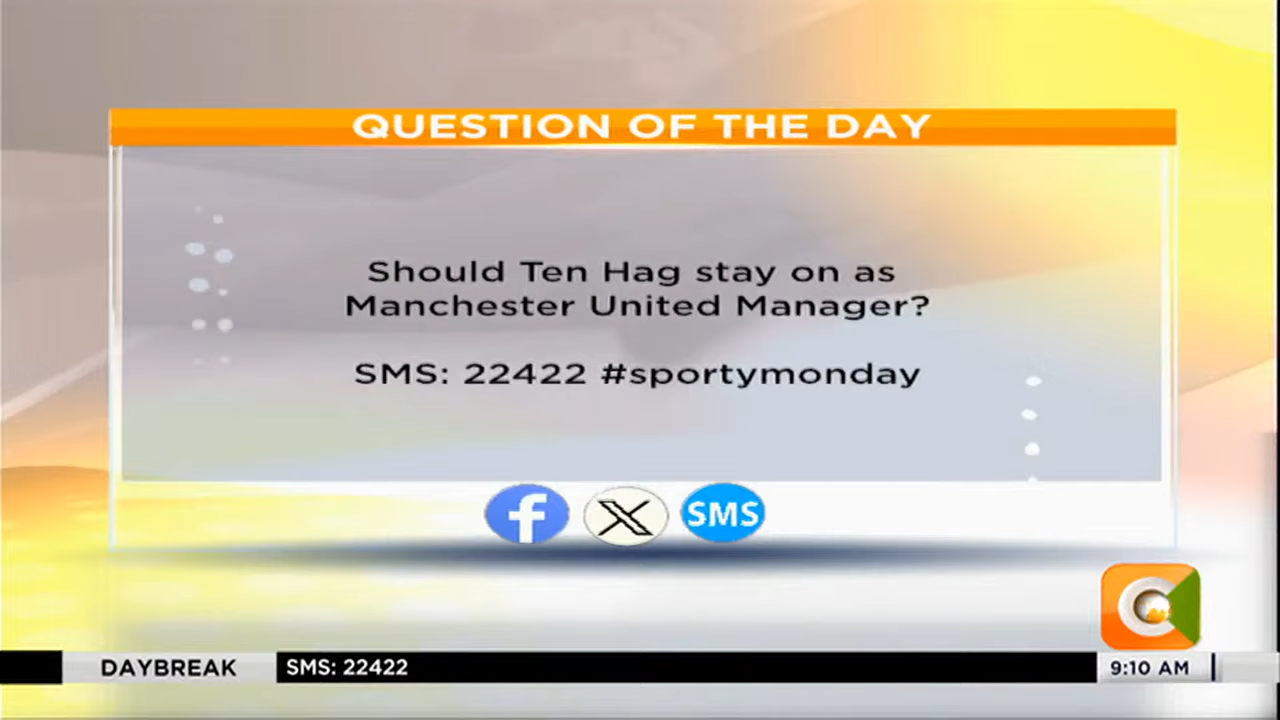 QUESTION OF THE DAY
Should Ten Hag stay on as
Manchester United Manager?
SMS: 22422 #sportymonday
f X SMS
DAYBREAK SMS: 22422 9:10 AM